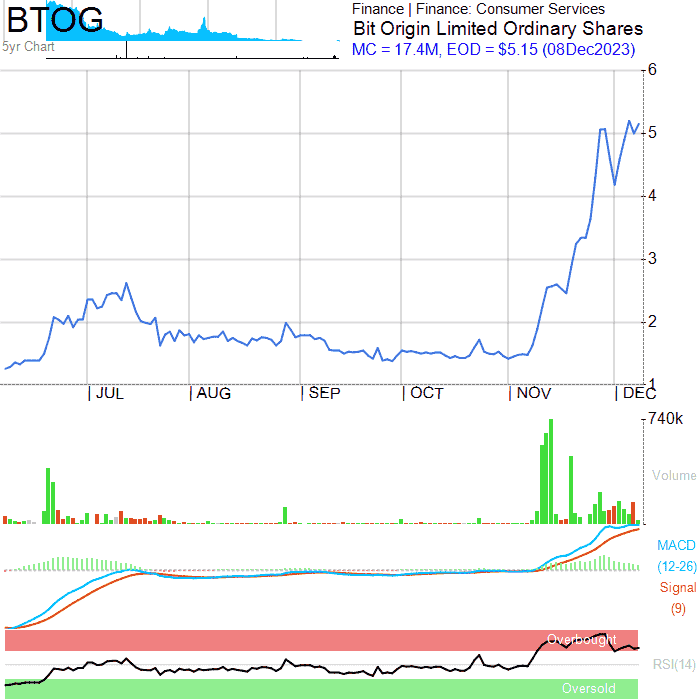 BTOG
5yr Chart
Finance | Finance: Consumer Services
Bit Origin Limited Ordinary Shares
MC = 17.4M, EOD = $5.15 (08Dec2023)
6
5
4
3
2
1
JUL AUG SEP OCT NOV DEC
740k
Volume
MACD
(12-26)
Signal
(9)
Overbought
RSI(14)
Oversold